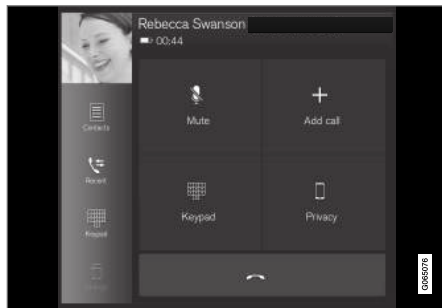 Rebecca Swanson
00:44
Mute
Add call
Contacts
Recent
Keypad
Privacy
Keypad
G065076